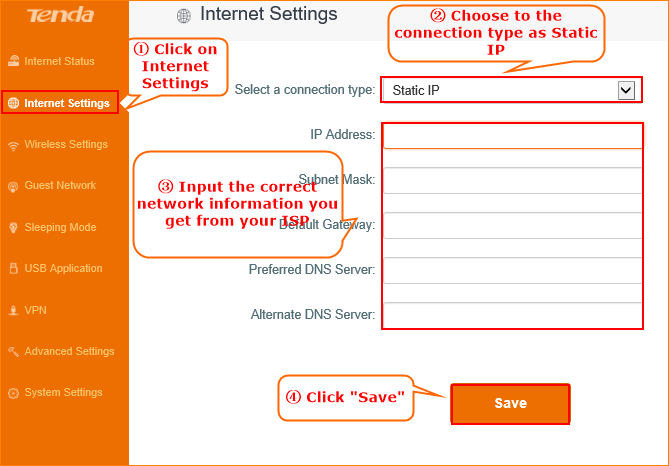 Tenda
Internet Settings
② Choose to the
connection type as Static
IP
① Click on
Internet
Settings
Internet Status
Internet Settings
Wireless Settings
Guest Network
Sleeping Mode
USB Application
VPN
Advanced Settings
System Settings
Select a connection type: Static IP
IP Address:
Subnet Mask:
③ Input the correct
network information you
get from your ISP
Default Gateway:
Preferred DNS Server:
Alternate DNS Server:
④ Click "Save"
Save